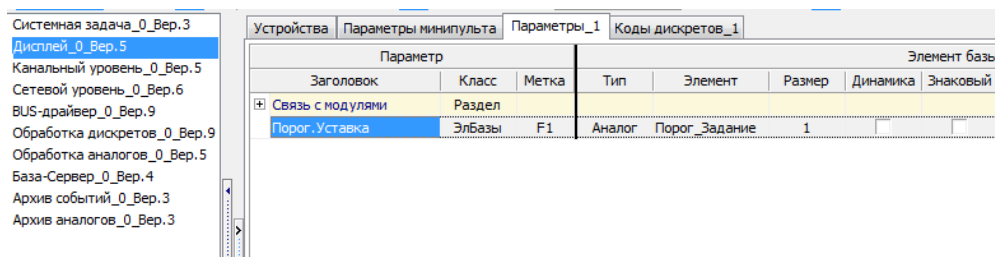 Системная задача_0_Вер.3
Дисплей_0_Вер.5
Канальный уровень_0_Вер.5
Сетевой уровень_0_Вер.6
BUS-драйвер_0_Вер.9
Обработка дискретов_0_Вер.9
Обработка аналогов_0_Вер.5
База-Сервер_0_Вер.4
Архив событий_0_Вер.3
Архив аналогов_0_Вер.3
Устройства Параметры минипульта Параметры_1 Коды дискретов_1
Параметр Элемент базы
Заголовок Класс Метка Тип Элемент Размер Динамика Знаковый
Связь с модулями Раздел
Порог.Уставка ЭлБазы F1 Аналог Порог_Задание 1